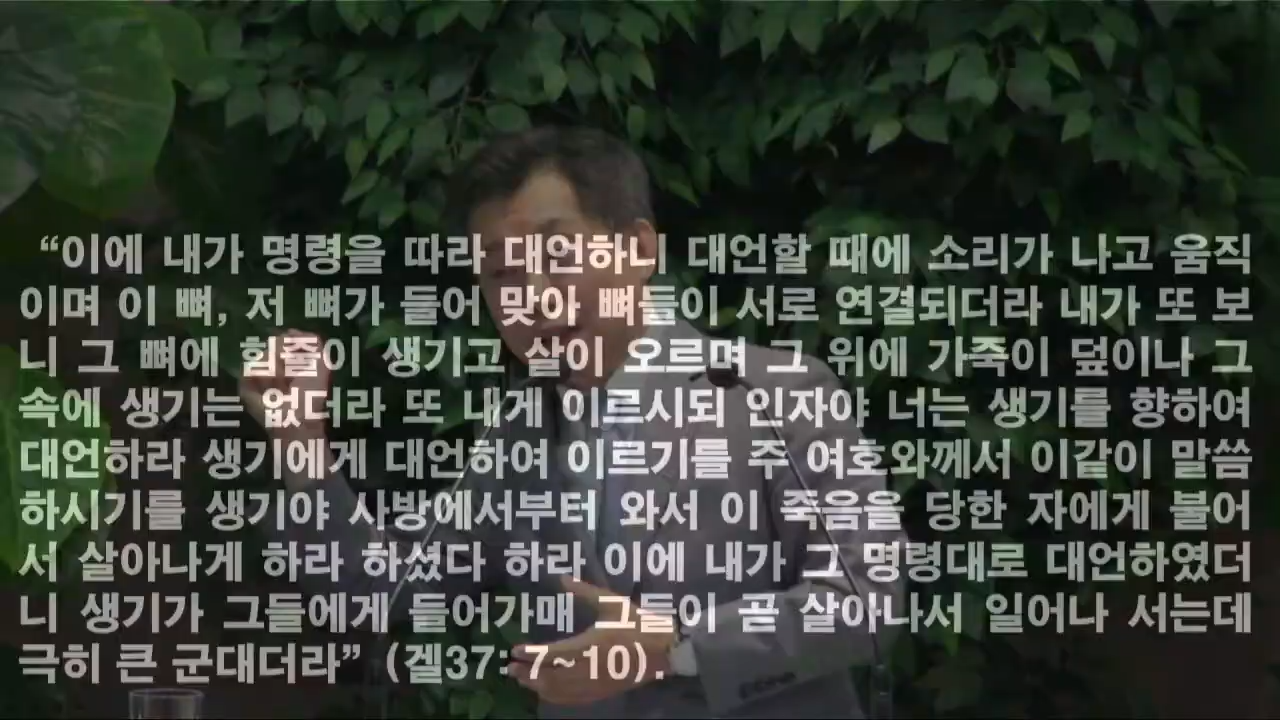 “이에 내가 명령을 따라 대언하니 대언할 때에 소리가 나고 움직
이며 이 뼈, 저 뼈가 들어 맞아 뼈들이 서로 연결되더라 내가 또 보
니 그 뼈에 힘쥴이 생기고 살이 오르며 그 위에 가죽이 덮이나 그
속에 생기는 없더라 또 내게 이르시되 인자야 너는 생기를 향하여
대언하라 생기에게 대언하여 이르기를 주 여호와께서 이같이 말씀
하시기를 생기야 사방에서부터 와서 이 죽음을 당한 자에게 불어
서 살아나게 하라 하셨다 하라 이에 내가 그 명령대로 대언하였더
니 생기가 그들에게 들어가매 그들이 곧 살아나서 일어나 서는데
극히 큰 군대더라” (겔37: 7~10).